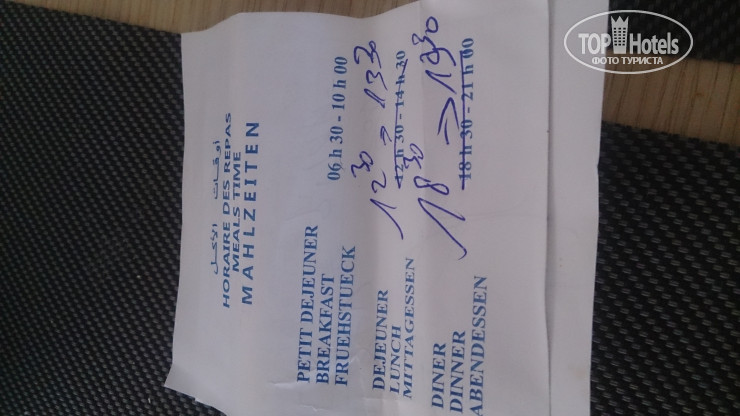 أوقات الأكل
HORAIRE DES REPAS
MEALS TIME
MAHLZEITEN
PETIT DEJEUNER
BREAKFAST
FRUEHSTUECK 06 h 30 - 10 h 00
12 30 → 13 30
DEJEUNER
LUNCH
MITTAGESSEN 12 h 30 - 14 h 30
18 30 → 19 30
DINER
DINNER
ABENDESSEN 18 h 30 - 21 h 00
TOP Hotels
ФОТО ТУРИСТА